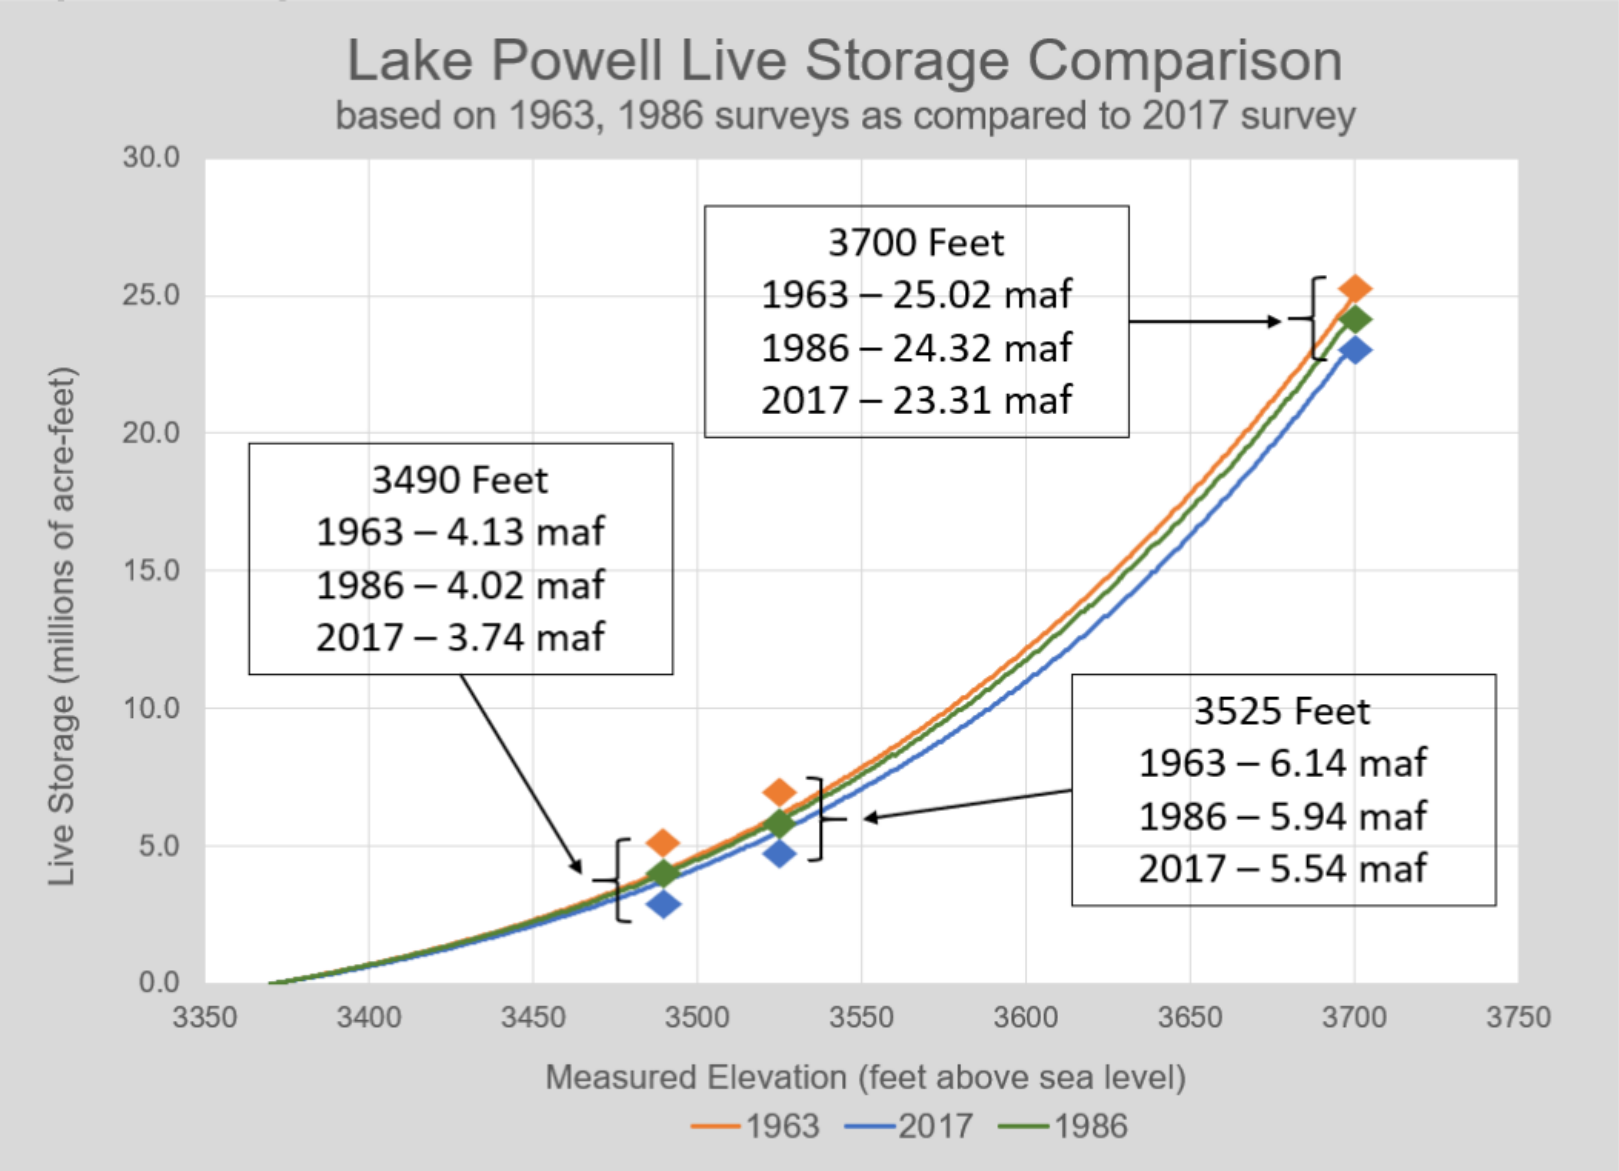 Lake Powell Live Storage Comparison
based on 1963, 1986 surveys as compared to 2017 survey
30.0
25.0
20.0
15.0
10.0
5.0
0.0
Live Storage (millions of acre-feet)
3700 Feet
1963 – 25.02 maf
1986 – 24.32 maf
2017 – 23.31 maf
3490 Feet
1963 – 4.13 maf
1986 – 4.02 maf
2017 – 3.74 maf
3525 Feet
1963 – 6.14 maf
1986 – 5.94 maf
2017 – 5.54 maf
3350 3400 3450 3500 3550 3600 3650 3700 3750
Measured Elevation (feet above sea level)
1963 2017 1986